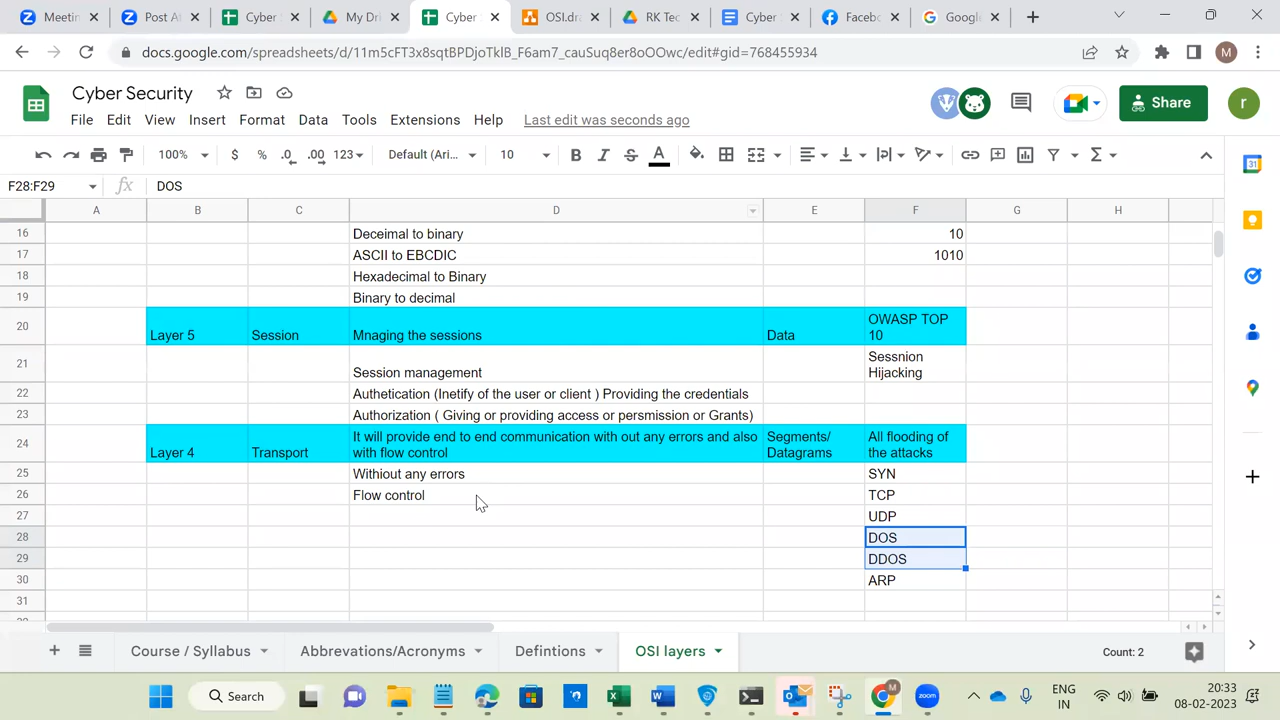 Meetin
Post At
Cyber S
My Dri
Cyber S
OSI.dra
RK Tec
Cyber S
Facebo
Google
docs.google.com/spreadsheets/d/11m5cFT3x8sqtBPDjoTklB_F6am7_cauSuq8er8oOOwc/edit#gid=768455934
M
Cyber Security
File Edit View Insert Format Data Tools Extensions Help Last edit was seconds ago
Share
r
100% $ % .0 .00 123 Default (Ari... 10 B I S A
F28:F29 fx DOS
A B C D E F G H
16 Deceimal to binary 10
17 ASCII to EBCDIC 1010
18 Hexadecimal to Binary
19 Binary to decimal
20 Layer 5 Session Mnaging the sessions Data OWASP TOP
10
21 Session management Sessnion
Hijacking
22 Authetication (Inetify of the user or client ) Providing the credentials
23 Authorization ( Giving or providing access or persmission or Grants)
24 Layer 4 Transport It will provide end to end communication with out any errors and also
with flow control
Segments/
Datagrams
All flooding of
the attacks
25 Withiout any errors SYN
26 Flow control TCP
27 UDP
28 DOS
29 DDOS
30 ARP
31
Course / Syllabus Abbrevations/Acronyms Defintions OSI layers Count: 2
Search
zoom
ENG
IN
20:33
08-02-2023